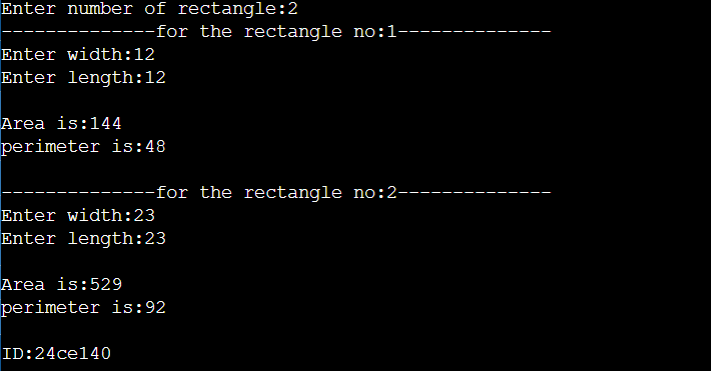 Enter number of rectangle:2
--------------for the rectangle no:1--------------
Enter width:12
Enter length:12
Area is:144
perimeter is:48
--------------for the rectangle no:2--------------
Enter width:23
Enter length:23
Area is:529
perimeter is:92
ID:24ce140